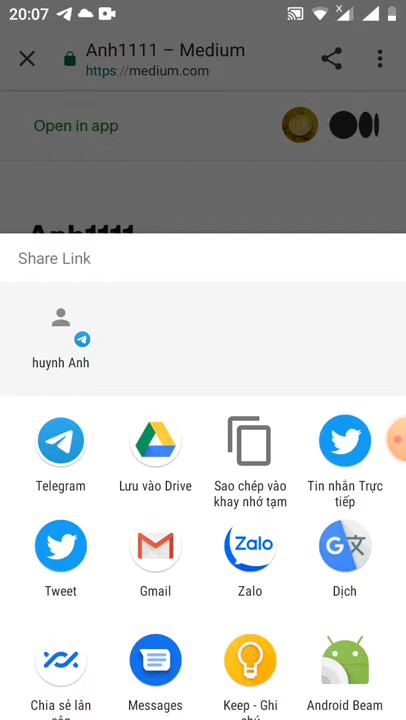 20:07
Anh1111 – Medium
https://medium.com
Open in app
Anh1111
Share Link
huynh Anh
Telegram
Lưu vào Drive
Sao chép vào
khay nhớ tạm
Tin nhắn Trực
tiếp
Tweet
Gmail
Zalo
Zalo
Dịch
Chia sẻ lân
cận
Messages
Keep - Ghi
chú
Android Beam